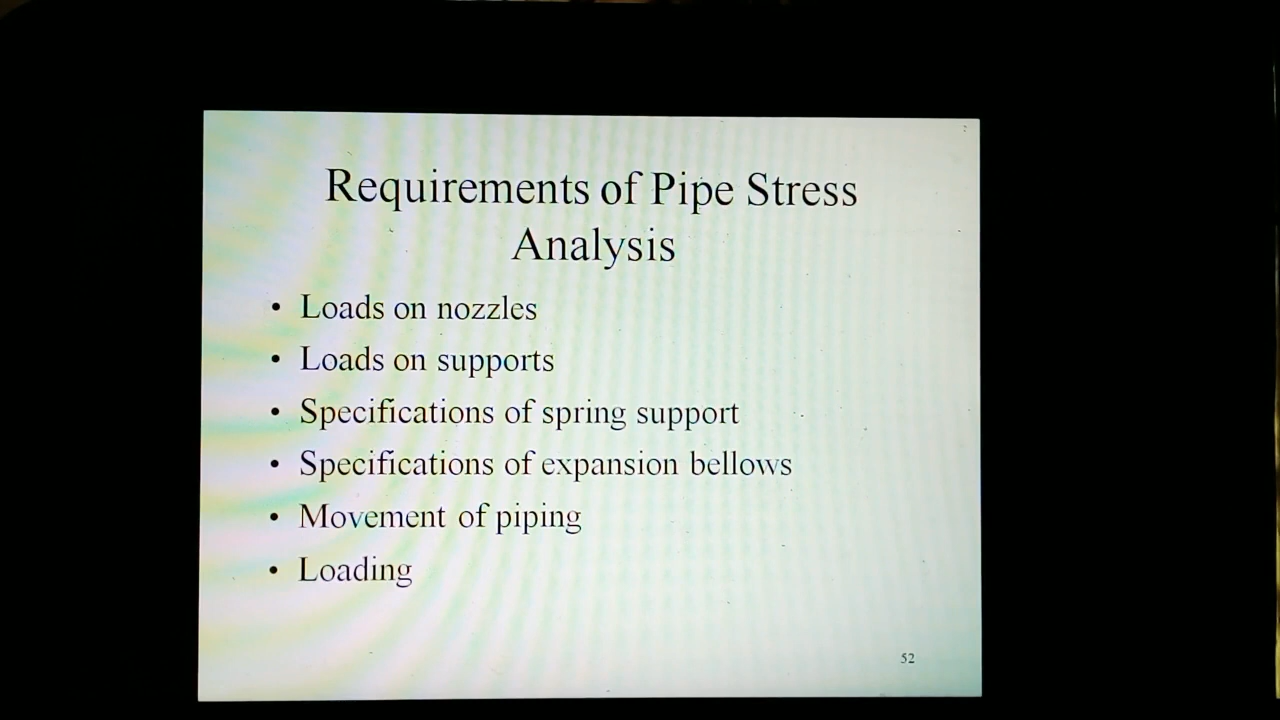 Requirements of Pipe Stress
Analysis
• Loads on nozzles
• Loads on supports
• Specifications of spring support
• Specifications of expansion bellows
• Movement of piping
• Loading
52